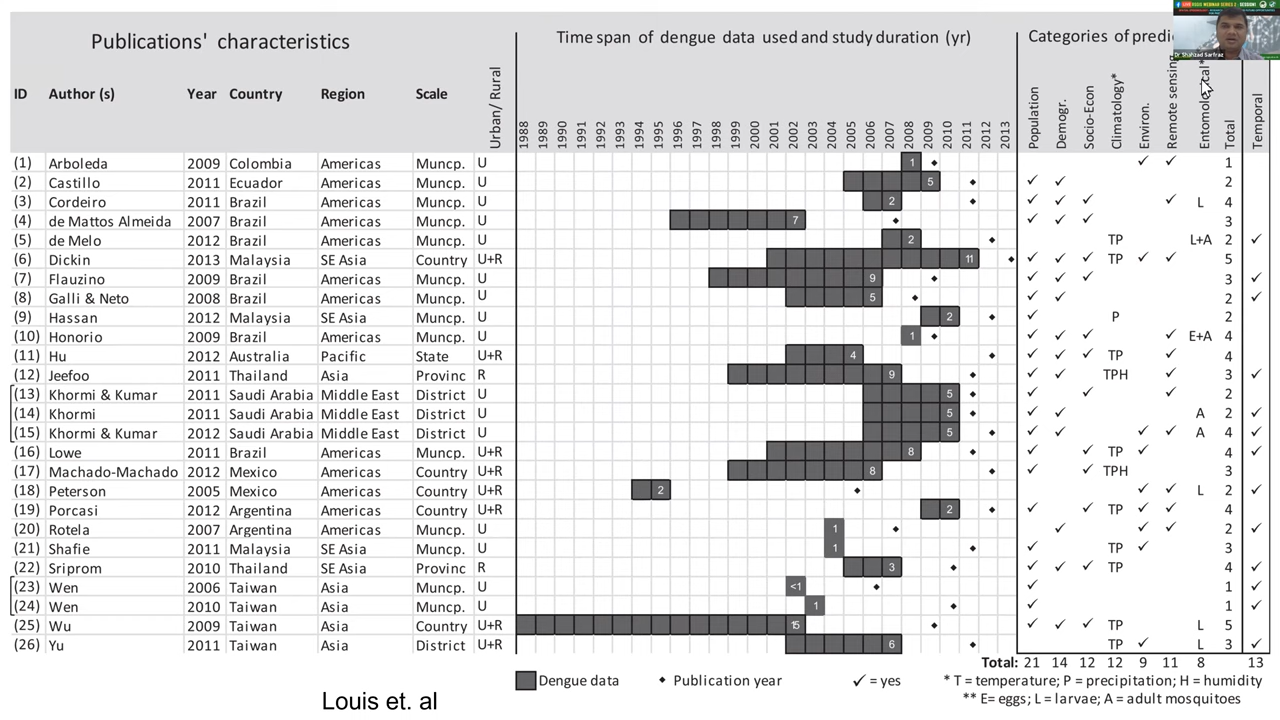 LIVE RSGIS WEBINAR SERIES 2 : SESSION1
Dr Shahzad Sarfraz
Publications' characteristics Tine span of dengue data used and study duration (yr) Categories of predic
ID Author (s) Year Country Region Scale Urban/ Rural 1988 1989 1990 1991 1992 1993 1994 1995 1996 1997 1998 1999 2000 2001 2002 2003 2004 2005 2006 2007 2008 2009 2010 2011 2012 2013 Population Demogr. Socio-Econ Climatology* Environ. Remote sensing Entomological* Total Temporal
(1) Arboleda 2009 Colombia Americas Muncp. U 1 ◆ ✓ ✓ 1
(2) Castillo 2011 Ecuador Americas Muncp. U 5 ◆ ✓ ✓ 2
(3) Cordeiro 2011 Brazil Americas Muncp. U 2 ◆ ✓ ✓ ✓ ✓ L 4
(4) de Mattos Almeida 2007 Brazil Americas Muncp. U 7 ◆ ✓ ✓ ✓ 3
(5) de Melo 2012 Brazil Americas Muncp. U 2 ◆ TP L+A 2 ✓
(6) Dickin 2013 Malaysia SE Asia Country U+R 11 ◆ ✓ ✓ ✓ TP ✓ ✓ 5
(7) Flauzino 2009 Brazil Americas Muncp. U 9 ◆ ✓ ✓ ✓ 3 ✓
(8) Galli & Neto 2008 Brazil Americas Muncp. U 5 ◆ ✓ ✓ 2 ✓
(9) Hassan 2012 Malaysia SE Asia Muncp. U 2 ◆ ✓ P 2
(10) Honorio 2009 Brazil Americas Muncp. U 1 ◆ ✓ ✓ ✓ ✓ E+A 4
(11) Hu 2012 Australia Pacific State U+R 4 ◆ ✓ ✓ ✓ TP ✓ 4
(12) Jeefoo 2011 Thailand Asia Provinc R 9 ◆ ✓ ✓ TPH ✓ 3 ✓
(13) Khormi & Kumar 2011 Saudi Arabia Middle East District U 5 ◆ ✓ ✓ ✓ 2
(14) Khormi 2011 Saudi Arabia Middle East District U 5 ◆ ✓ ✓ A 2 ✓
(15) Khormi & Kumar 2012 Saudi Arabia Middle East District U 5 ◆ ✓ ✓ ✓ ✓ A 4 ✓
(16) Lowe 2011 Brazil Americas Muncp. U+R 8 ◆ ✓ ✓ TP ✓ 4 ✓
(17) Machado-Machado 2012 Mexico Americas Country U+R 8 ◆ ✓ ✓ TPH 3
(18) Peterson 2005 Mexico Americas Country U+R 2 ◆ ✓ ✓ L 2 ✓
(19) Porcasi 2012 Argentina Americas Country U+R 2 ◆ ✓ ✓ TP ✓ ✓ 4
(20) Rotela 2007 Argentina Americas Muncp. U 1 ◆ ✓ ✓ ✓ 2 ✓
(21) Shafie 2011 Malaysia SE Asia Muncp. U 1 ◆ ✓ TP ✓ 3
(22) Sriprom 2010 Thailand SE Asia Provinc R 3 ◆ ✓ ✓ ✓ TP 4 ✓
(23) Wen 2006 Taiwan Asia Muncp. U <1 ◆ ✓ 1 ✓
(24) Wen 2010 Taiwan Asia Muncp. U 1 ◆ ✓ 1 ✓
(25) Wu 2009 Taiwan Asia Country U+R 15 ◆ ✓ ✓ ✓ TP L 5
(26) Yu 2011 Taiwan Asia District U+R 6 ◆ TP ✓ L 3 ✓
Total: 21 14 12 12 9 11 8 13
Dengue data ◆ Publication year ✓ = yes * T = temperature; P = precipitation; H = humidity
** E= eggs; L = larvae; A = adult mosquitoes
Louis et. al